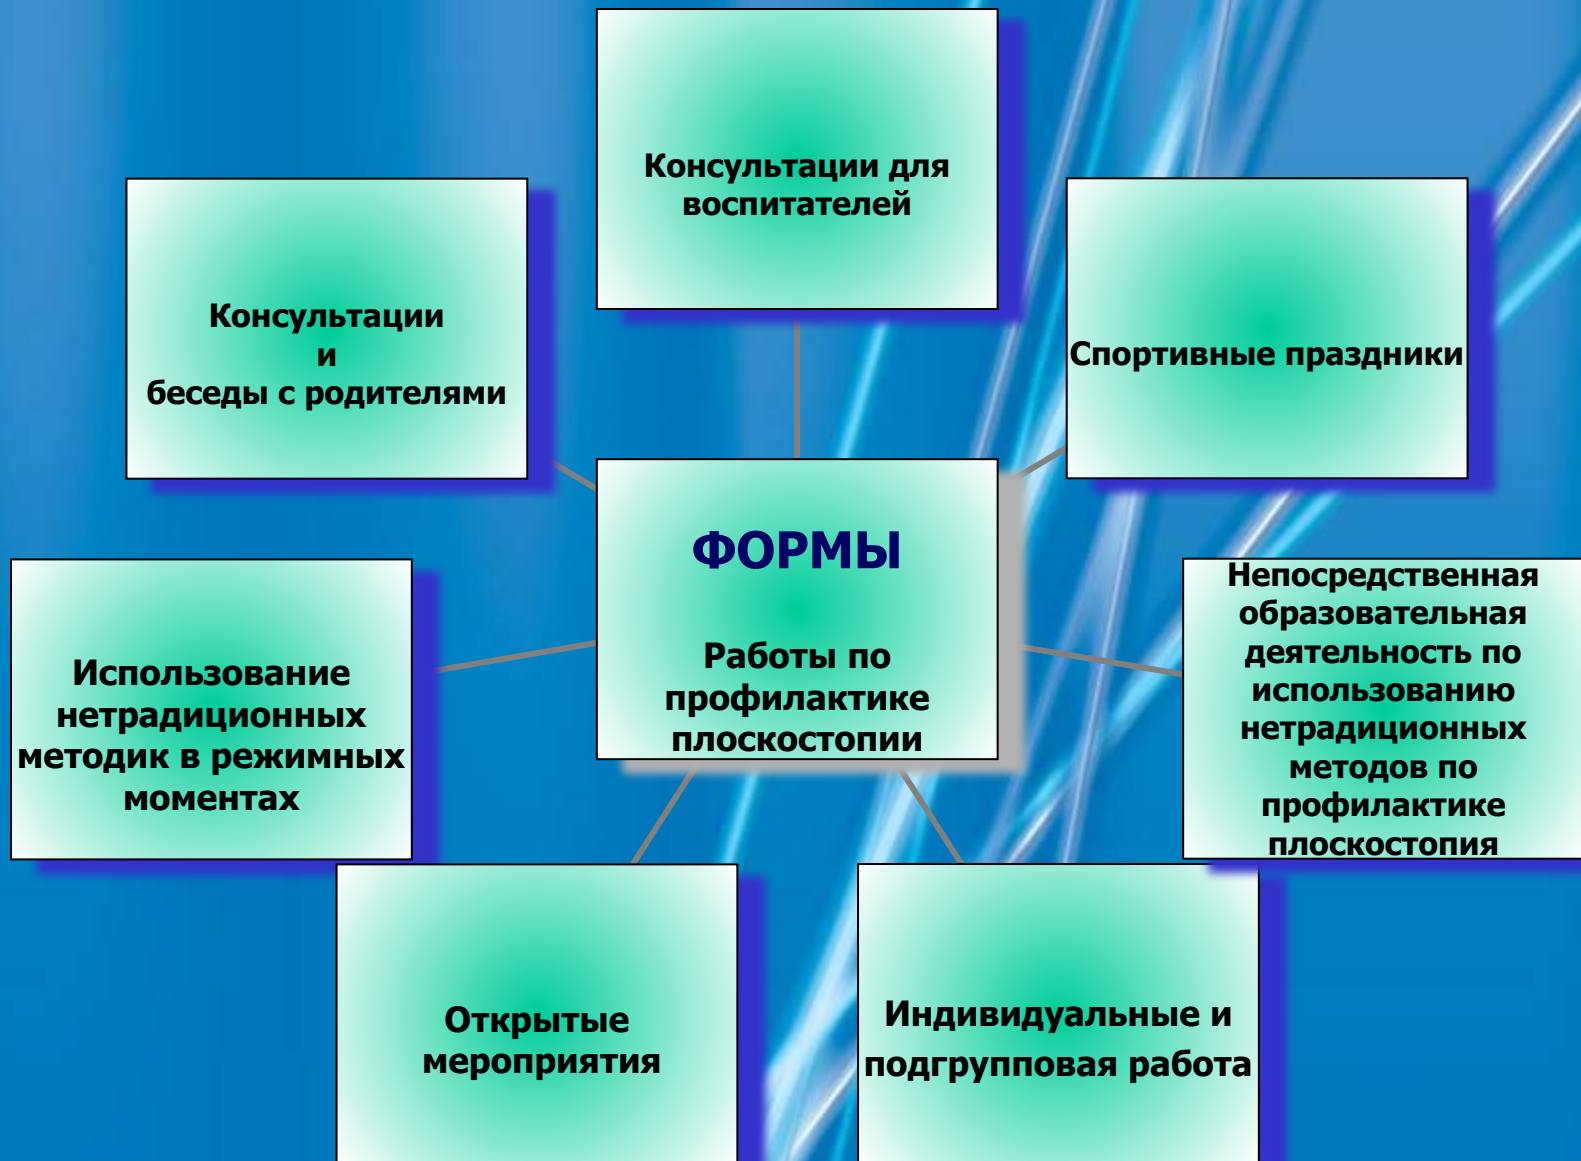 Консультации для
воспитателей
Консультации
и
беседы с родителями
Спортивные праздники
ФОРМЫ
Работы по
профилактике
плоскостопии
Непосредственная
образовательная
деятельность по
использованию
нетрадиционных
методов по
профилактике
плоскостопия
Использование
нетрадиционных
методик в режимных
моментах
Открытые
мероприятия
Индивидуальные и
подгрупповая работа